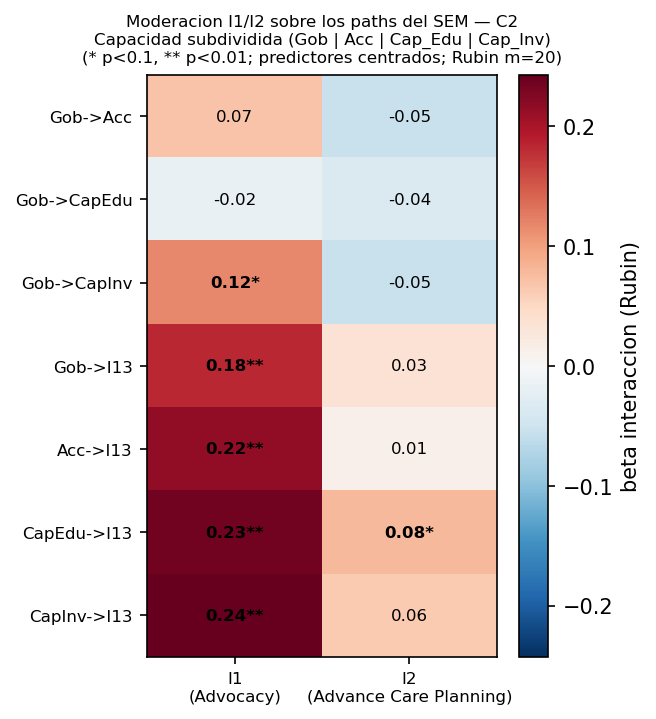 Moderacion I1/I2 sobre los paths del SEM — C2
Capacidad subdividida (Gob | Acc | Cap_Edu | Cap_Inv)
(* p<0.1, ** p<0.01; predictores centrados; Rubin m=20)
Gob->Acc 0.07 -0.05
Gob->CapEdu -0.02 -0.04
Gob->CapInv 0.12* -0.05
Gob->I13 0.18** 0.03
Acc->I13 0.22** 0.01
CapEdu->I13 0.23** 0.08*
CapInv->I13 0.24** 0.06
I1 I2
(Advocacy) (Advance Care Planning)
0.2
0.1
0.0
−0.1
−0.2
beta interaccion (Rubin)